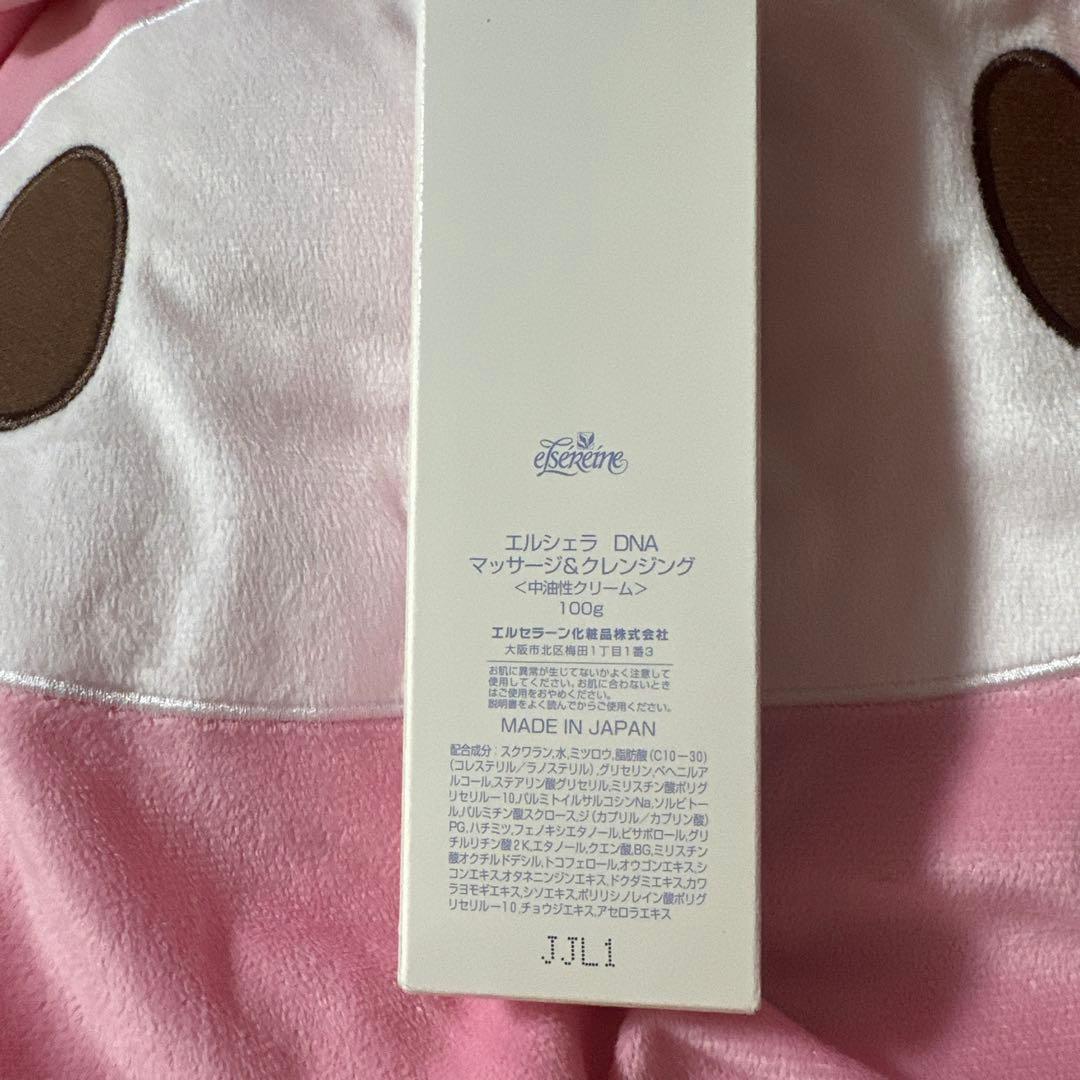 elséreine
エルシェラ DNA
マッサージ&クレンジング
<中油性クリーム>
100g
エルセラーン化粧品株式会社
大阪市北区梅田1丁目1番3
お肌に異常が生じてないかよく注意して
使用してください。お肌に合わないとき
はご使用をおやめください。
説明書をよく読んでからご使用ください。
MADE IN JAPAN
配合成分:スクワラン,水,ミツロウ,脂肪酸(C10-30)
(コレステリル/ラノステリル),グリセリン,ベヘニルア
ルコール,ステアリン酸グリセリル,ミリスチン酸ポリグ
リセリル-10,パルミトイルサルコシンNa,ソルビトー
ル,パルミチン酸スクロース,ジ(カプリル/カプリン酸)
PG,ハチミツ,フェノキシエタノール,ビサボロール,グリ
チルリチン酸2K,エタノール,クエン酸,BG,ミリスチン
酸オクチルドデシル,トコフェロール,オウゴンエキス,シ
コンエキス,オタネニンジンエキス,ドクダミエキス,カワ
ラヨモギエキス,シソエキス,ポリリシノレイン酸ポリグ
リセリル-10,チョウジエキス,アセロラエキス
JJL1